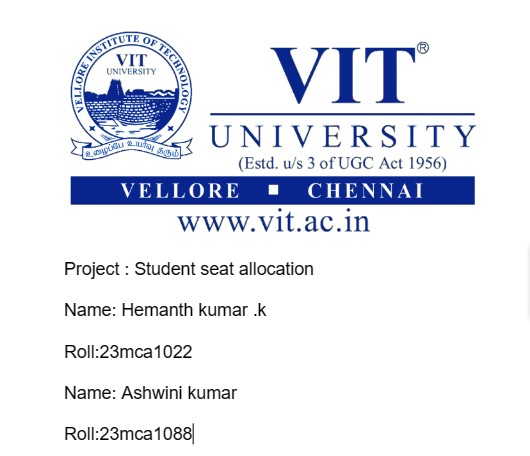 VELLORE INSTITUTE OF TECHNOLOGY
VIT
UNIVERSITY
உழைப்பே உயர்வு தரும்
VIT®
UNIVERSITY
(Estd. u/s 3 of UGC Act 1956)
VELLORE ■ CHENNAI
www.vit.ac.in
Project : Student seat allocation
Name: Hemanth kumar .k
Roll:23mca1022
Name: Ashwini kumar
Roll:23mca1088